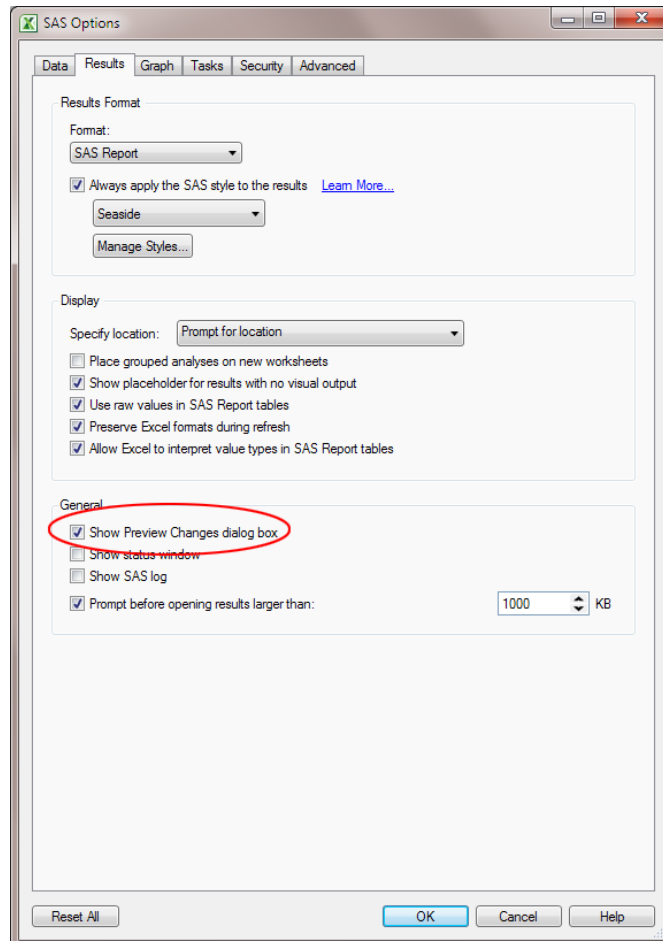 SAS Options
Data Results Graph Tasks Security Advanced
Results Format
Format:
SAS Report
Always apply the SAS style to the results Learn More...
Seaside
Manage Styles...
Display
Specify location: Prompt for location
Place grouped analyses on new worksheets
Show placeholder for results with no visual output
Use raw values in SAS Report tables
Preserve Excel formats during refresh
Allow Excel to interpret value types in SAS Report tables
General
Show Preview Changes dialog box
Show status window
Show SAS log
Prompt before opening results larger than: 1000 KB
Reset All OK Cancel Help